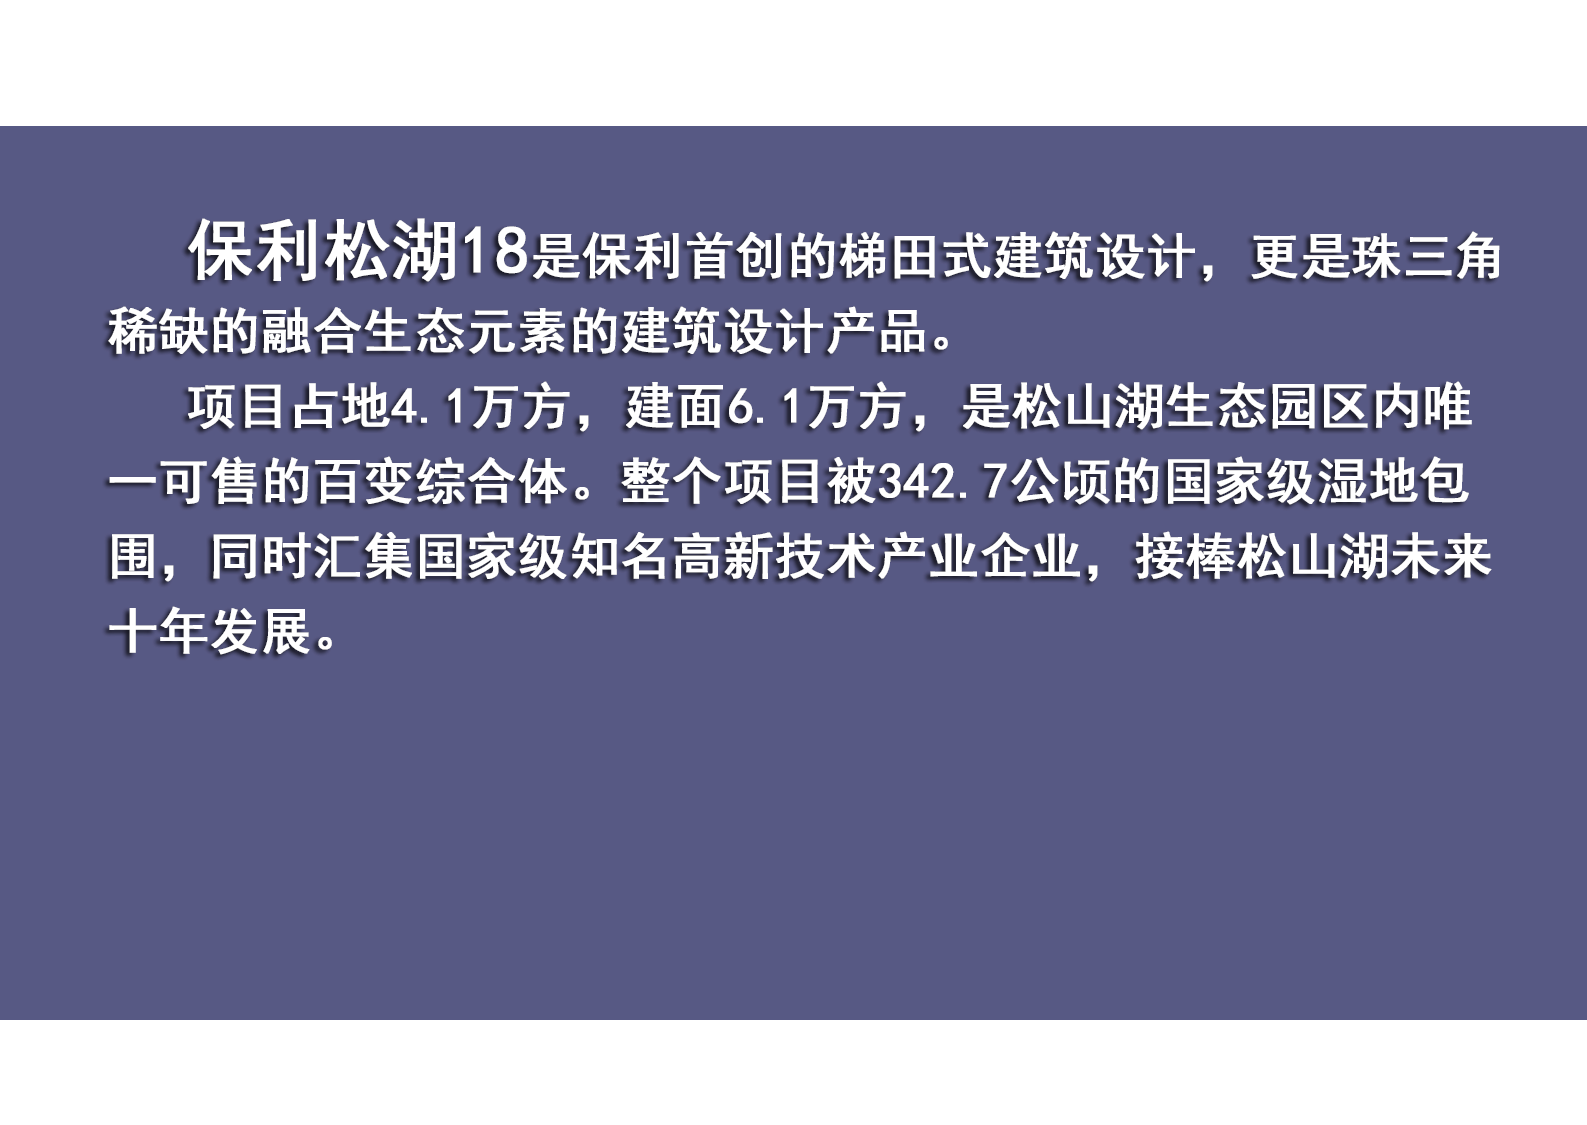 保利松湖18是保利首创的梯田式建筑设计，更是珠三角
稀缺的融合生态元素的建筑设计产品。
项目占地4.1万方，建面6.1万方，是松山湖生态园区内唯
一可售的百变综合体。整个项目被342.7公顷的国家级湿地包
围，同时汇集国家级知名高新技术产业企业，接棒松山湖未来
十年发展。